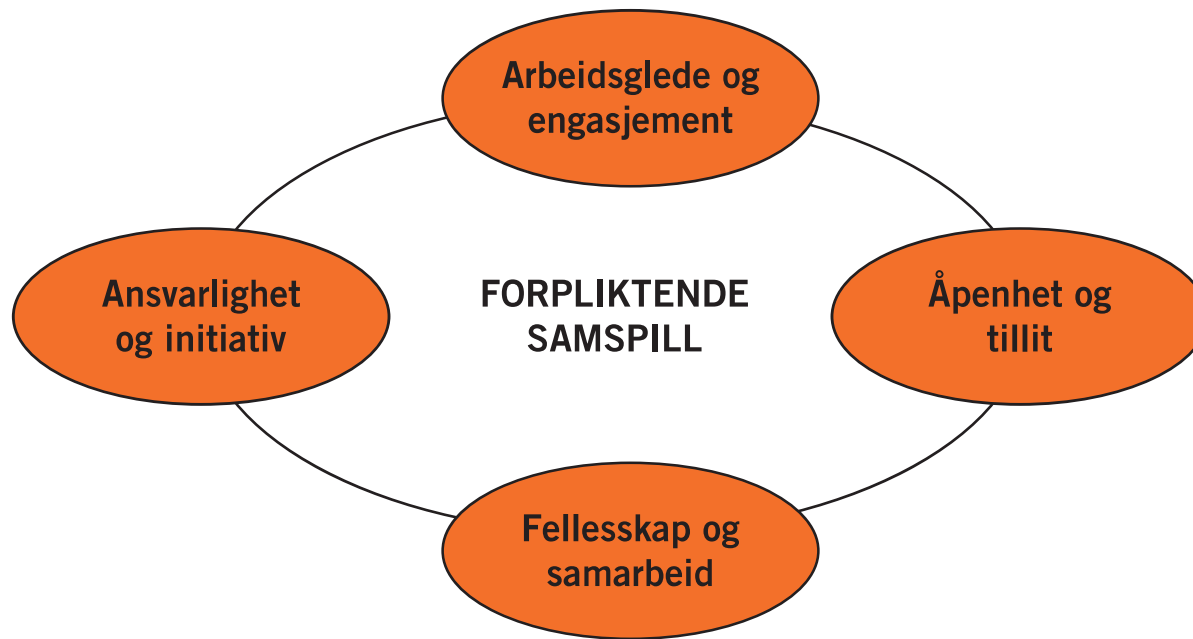 Arbeidsglede og
engasjement
Ansvarlighet
og initiativ
FORPLIKTENDE
SAMSPILL
Åpenhet og
tillit
Fellesskap og
samarbeid